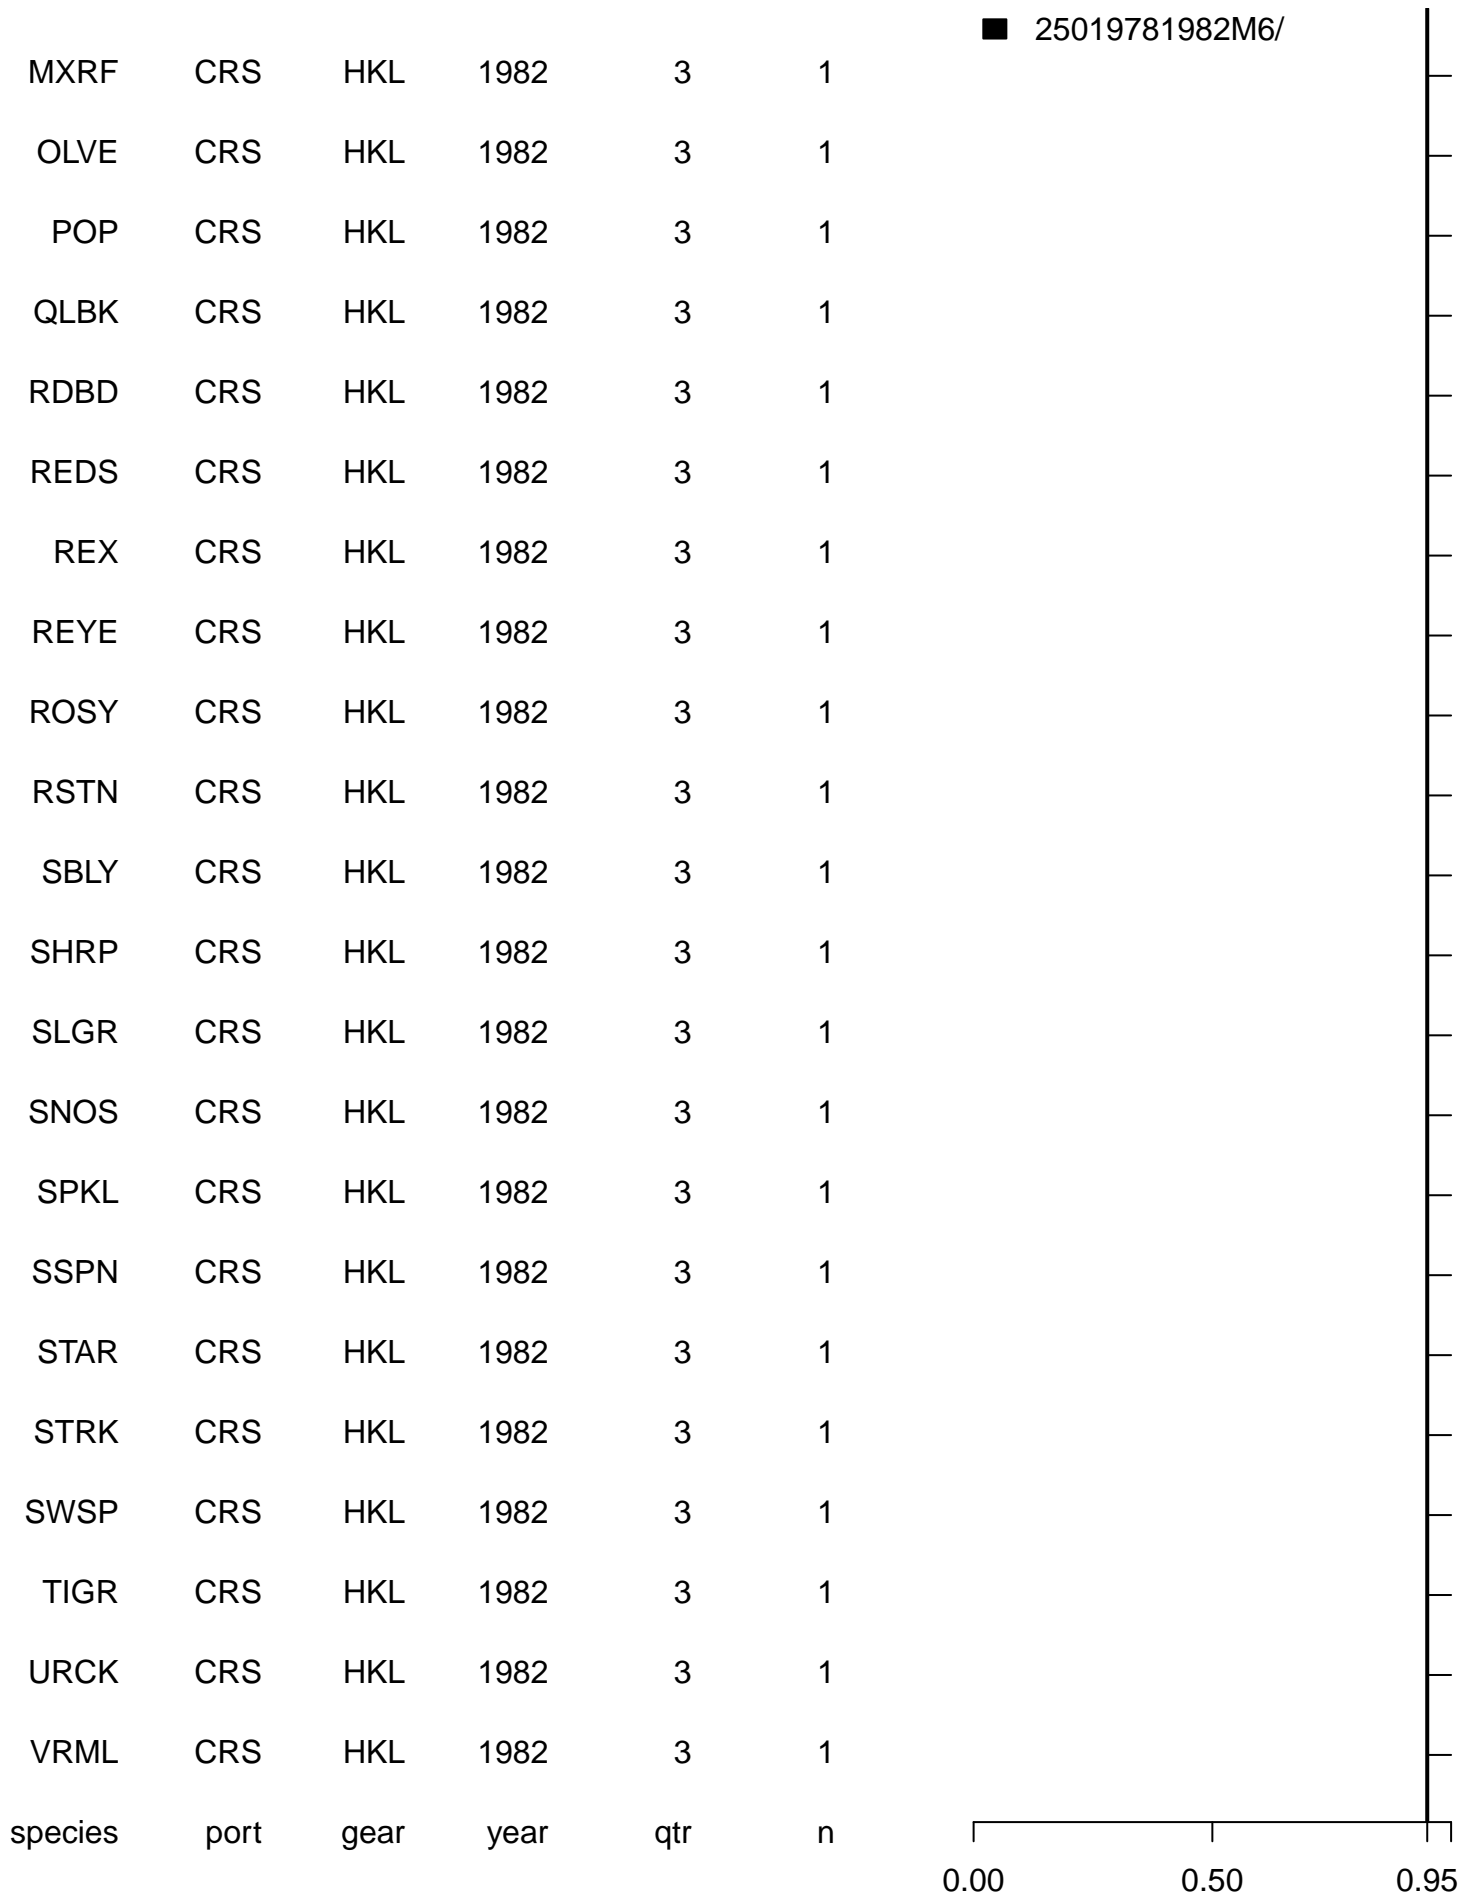 25019781982M6/
MXRF CRS HKL 1982 3 1
OLVE CRS HKL 1982 3 1
POP CRS HKL 1982 3 1
QLBK CRS HKL 1982 3 1
RDBD CRS HKL 1982 3 1
REDS CRS HKL 1982 3 1
REX CRS HKL 1982 3 1
REYE CRS HKL 1982 3 1
ROSY CRS HKL 1982 3 1
RSTN CRS HKL 1982 3 1
SBLY CRS HKL 1982 3 1
SHRP CRS HKL 1982 3 1
SLGR CRS HKL 1982 3 1
SNOS CRS HKL 1982 3 1
SPKL CRS HKL 1982 3 1
SSPN CRS HKL 1982 3 1
STAR CRS HKL 1982 3 1
STRK CRS HKL 1982 3 1
SWSP CRS HKL 1982 3 1
TIGR CRS HKL 1982 3 1
URCK CRS HKL 1982 3 1
VRML CRS HKL 1982 3 1
species port gear year qtr n
0.00 0.50 0.95